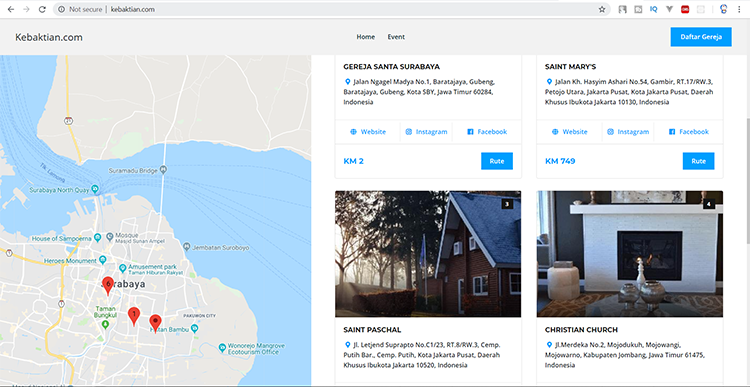 Not secure | kebaktian.com
Kebaktian.com
Home
Event
Daftar Gereja
GEREJA SANTA SURABAYA
Jalan Ngagel Madya No.1, Baratajaya, Gubeng,
Baratajaya, Gubeng, Kota SBY, Jawa Timur 60284,
Indonesia
Website
Instagram
Facebook
KM 2
Rute
SAINT MARY'S
Jalan Kh. Hasyim Ashari No.54, Gambir, RT.17/RW.3,
Petojo Utara, Jakarta Pusat, Kota Jakarta Pusat, Daerah
Khusus Ibukota Jakarta 10130, Indonesia
Website
Instagram
Facebook
KM 749
Rute
3
SAINT PASCHAL
Jl. Letjend Suprapto No.C1/23, RT.8/RW.3, Cemp.
Putih Bar., Cemp. Putih, Kota Jakarta Pusat, Daerah
Khusus Ibukota Jakarta 10520, Indonesia
4
CHRISTIAN CHURCH
Jl.Merdeka No.2, Mojodukuh, Mojowangi,
Mojowarno, Kabupaten Jombang, Jawa Timur 61475,
Indonesia
Suramadu Bridge
Surabaya North Quay
House of Sampoerna
Mosque
Masjid Sunan Ampel
Jembatan Suroboyo
Heroes Monument
Amusement park
Taman Hiburan Rakyat
6
Surabaya
Taman
Bungkul
1
PAKUWON CITY
Hutan Bambu
Wonorejo Mangrove
Ecotourism Office